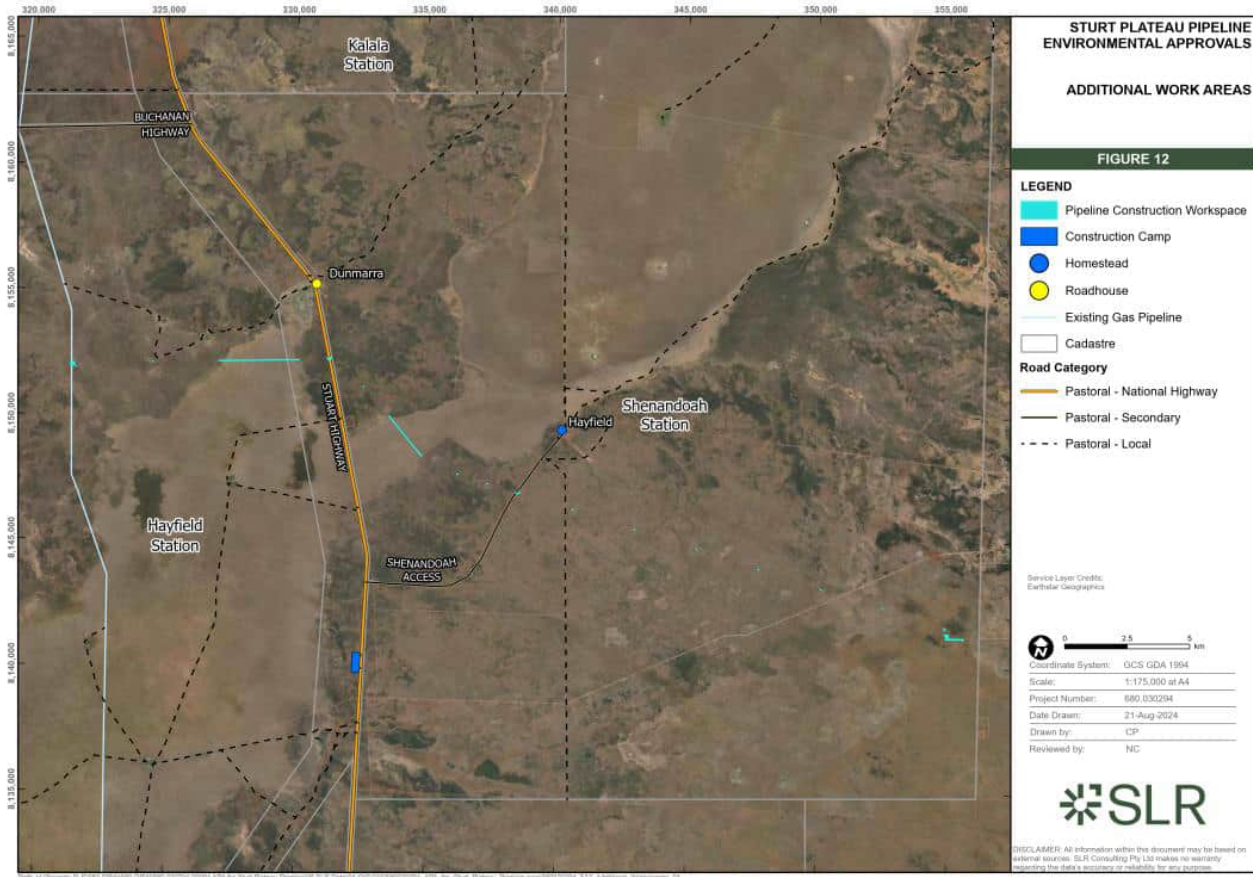 320,000 325,000 330,000 335,000 340,000 345,000 350,000 355,000
8,165,000
8,160,000
8,155,000
8,150,000
8,145,000
8,140,000
8,135,000
Kalala
Station
BUCHANAN
HIGHWAY
Dunmarra
STUART HIGHWAY
Hayfield
Shenandoah
Station
Hayfield
Station
SHENANDOAH
ACCESS
STURT PLATEAU PIPELINE
ENVIRONMENTAL APPROVALS
ADDITIONAL WORK AREAS
FIGURE 12
LEGEND
Pipeline Construction Workspace
Construction Camp
Homestead
Roadhouse
Existing Gas Pipeline
Cadastre
Road Category
Pastoral - National Highway
Pastoral - Secondary
Pastoral - Local
Service Layer Credits:
Earthstar Geographics
N
0 2.5 5
km
Coordinate System: GCS GDA 1994
Scale: 1:175,000 at A4
Project Number: 680.030294
Date Drawn: 21-Aug-2024
Drawn by: CP
Reviewed by: NC
SLR
DISCLAIMER: All information within this document may be based on
external sources. SLR Consulting Pty Ltd makes no warranty
regarding the data's accuracy or reliability for any purpose.